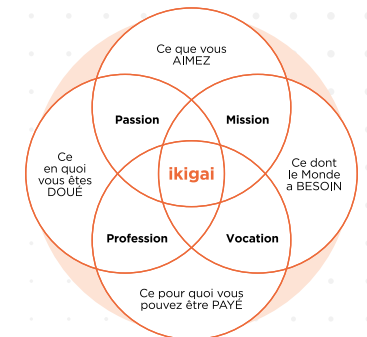 Ce que vous
AIMEZ
Passion
Mission
Ce
en quoi
vous êtes
DOUÉ
ikigai
Ce dont
le Monde
a BESOIN
Profession
Vocation
Ce pour quoi vous
pouvez être PAYÉ